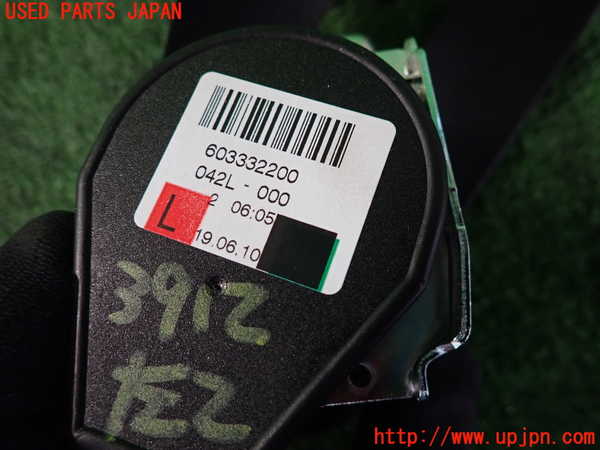 USED PARTS JAPAN
603332200
042L - 000
2 06:05
L
19.06.10
3912
左2
http://www.upjpn.com/